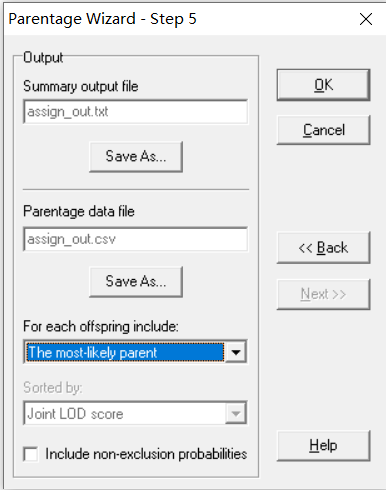 Parentage Wizard - Step 5
Output
Summary output file
assign_out.txt
Save As...
Parentage data file
assign_out.csv
Save As...
For each offspring include:
The most-likely parent
Sorted by:
Joint LOD score
Include non-exclusion probabilities
OK
Cancel
<< Back
Next >>
Help